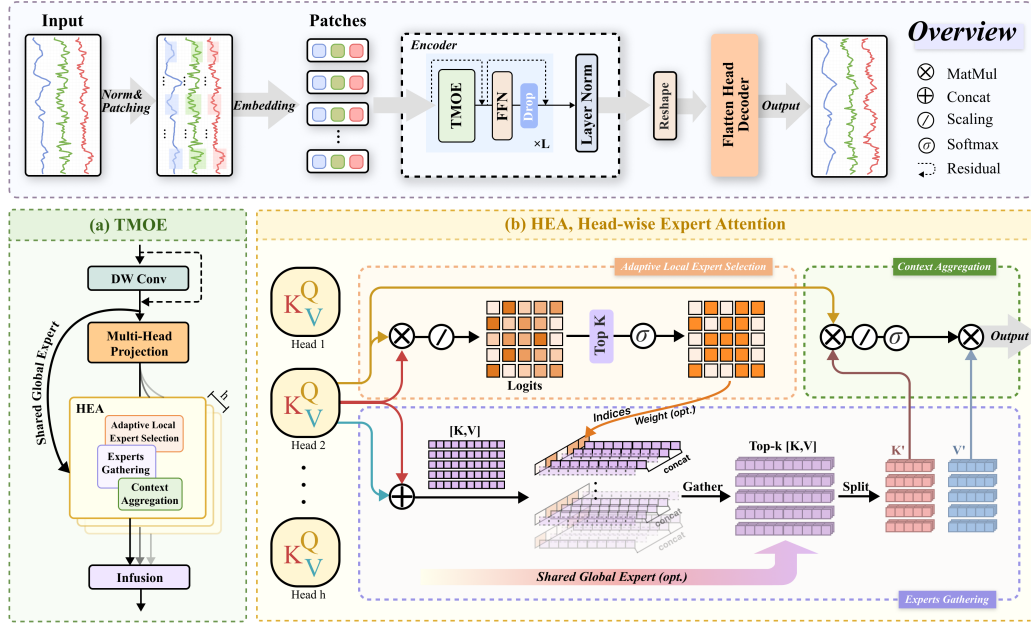 Input
Patches
Overview
Norm&
Patching
Embedding
Encoder
TMOE
FFN
Drop
×L
Layer Norm
Reshape
Flatten Head
Decoder
Output
MatMul
Concat
Scaling
σ
Softmax
Residual
(a) TMOE
DW Conv
Multi-Head
Projection
Shared Global Expert
h
HEA
Adaptive Local
Expert Selection
Experts
Gathering
Context
Aggregation
Infusion
(b) HEA, Head-wise Expert Attention
Adaptive Local Expert Selection
Context Aggregation
K Q V
Head 1
K Q V
Head 2
K Q V
Head h
Logits
Top K
σ
σ
Output
Indices
Weight (opt.)
[K,V]
concat
concat
concat
Gather
Top-k [K,V]
Split
K'
V'
Shared Global Expert (opt.)
Experts Gathering